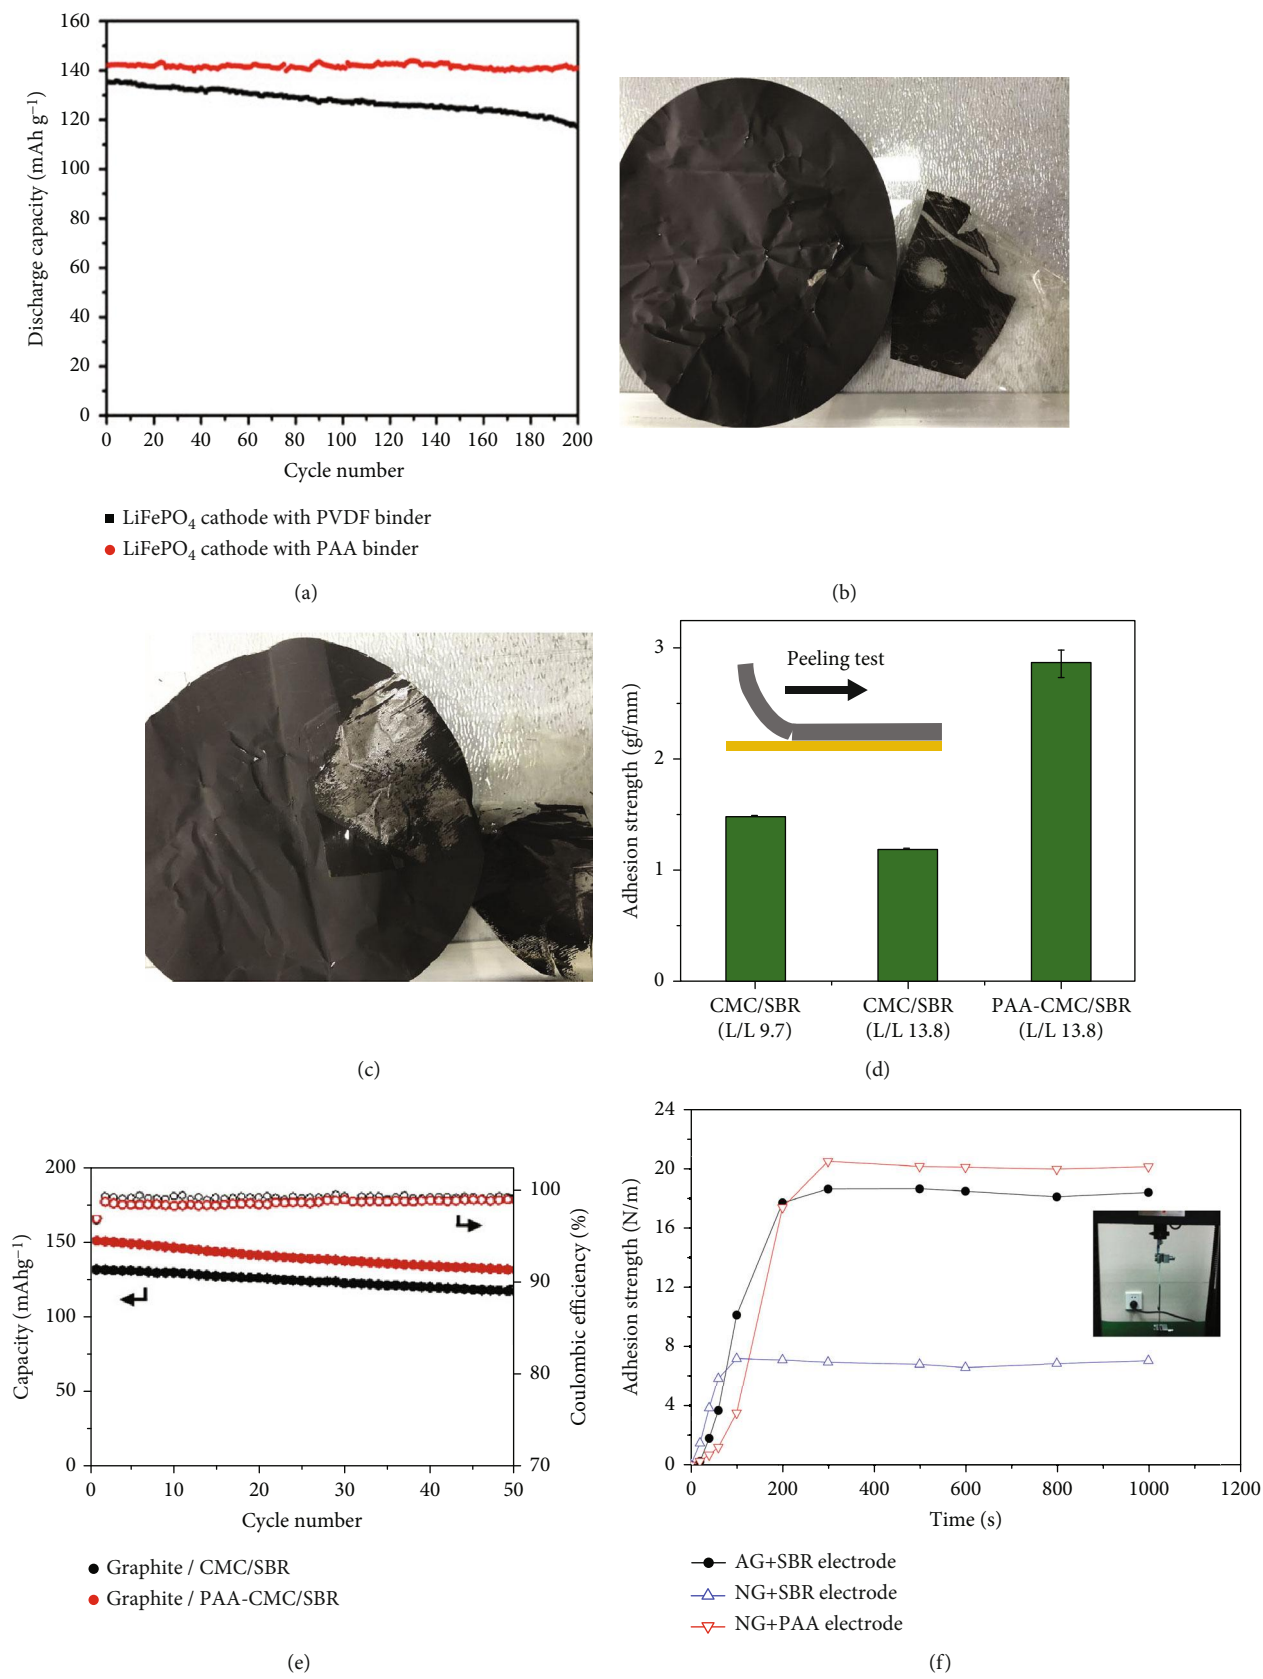 160
140
120
100
80
60
40
20
0
Discharge capacity (mAh g⁻¹)
0 20 40 60 80 100 120 140 160 180 200
Cycle number
LiFePO₄ cathode with PVDF binder
LiFePO₄ cathode with PAA binder
(a)
(b)
(c)
3
2
1
0
Adhesion strength (gf/mm)
Peeling test
CMC/SBR CMC/SBR PAA-CMC/SBR
(L/L 9.7) (L/L 13.8) (L/L 13.8)
(d)
200
150
100
50
0
Capacity (mAhg⁻¹)
100
90
80
70
Coulombic efficiency (%)
0 10 20 30 40 50
Cycle number
Graphite / CMC/SBR
Graphite / PAA-CMC/SBR
(e)
24
20
16
12
8
4
0
Adhesion strength (N/m)
0 200 400 600 800 1000 1200
Time (s)
AG+SBR electrode
NG+SBR electrode
NG+PAA electrode
(f)